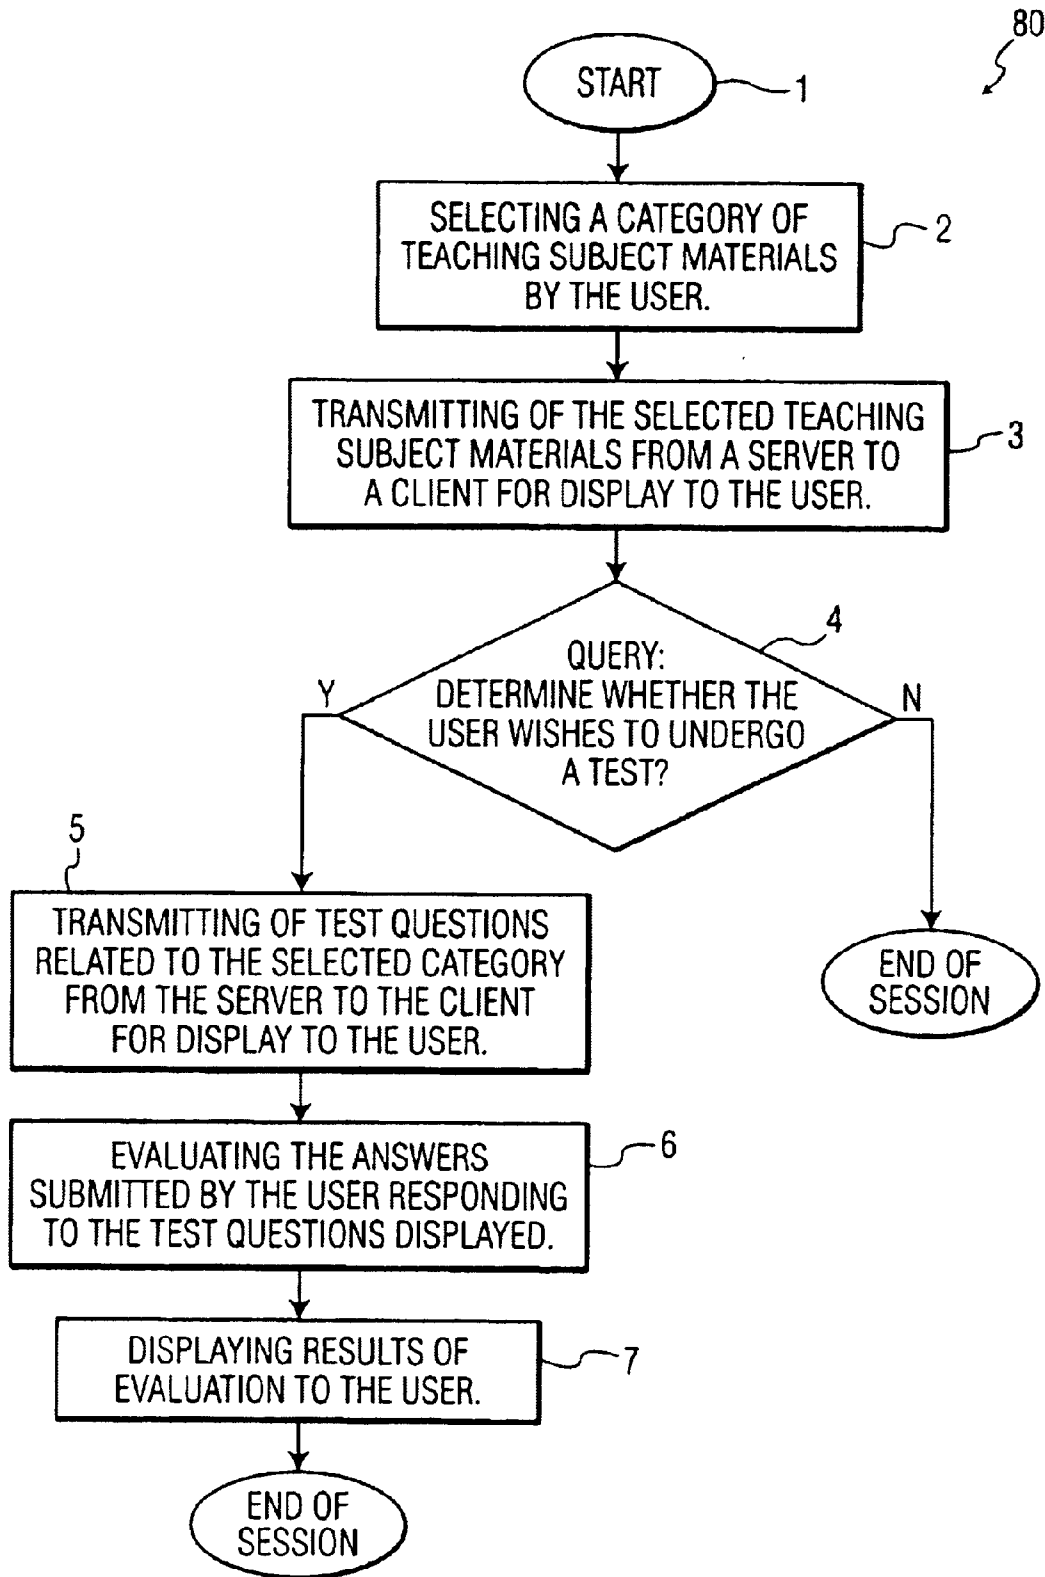 80
START
1
SELECTING A CATEGORY OF
TEACHING SUBJECT MATERIALS
BY THE USER.
2
TRANSMITTING OF THE SELECTED TEACHING
SUBJECT MATERIALS FROM A SERVER TO
A CLIENT FOR DISPLAY TO THE USER.
3
4
QUERY:
DETERMINE WHETHER THE
USER WISHES TO UNDERGO
A TEST?
Y
N
5
TRANSMITTING OF TEST QUESTIONS
RELATED TO THE SELECTED CATEGORY
FROM THE SERVER TO THE CLIENT
FOR DISPLAY TO THE USER.
END OF
SESSION
EVALUATING THE ANSWERS
SUBMITTED BY THE USER RESPONDING
TO THE TEST QUESTIONS DISPLAYED.
6
DISPLAYING RESULTS OF
EVALUATION TO THE USER.
7
END OF
SESSION